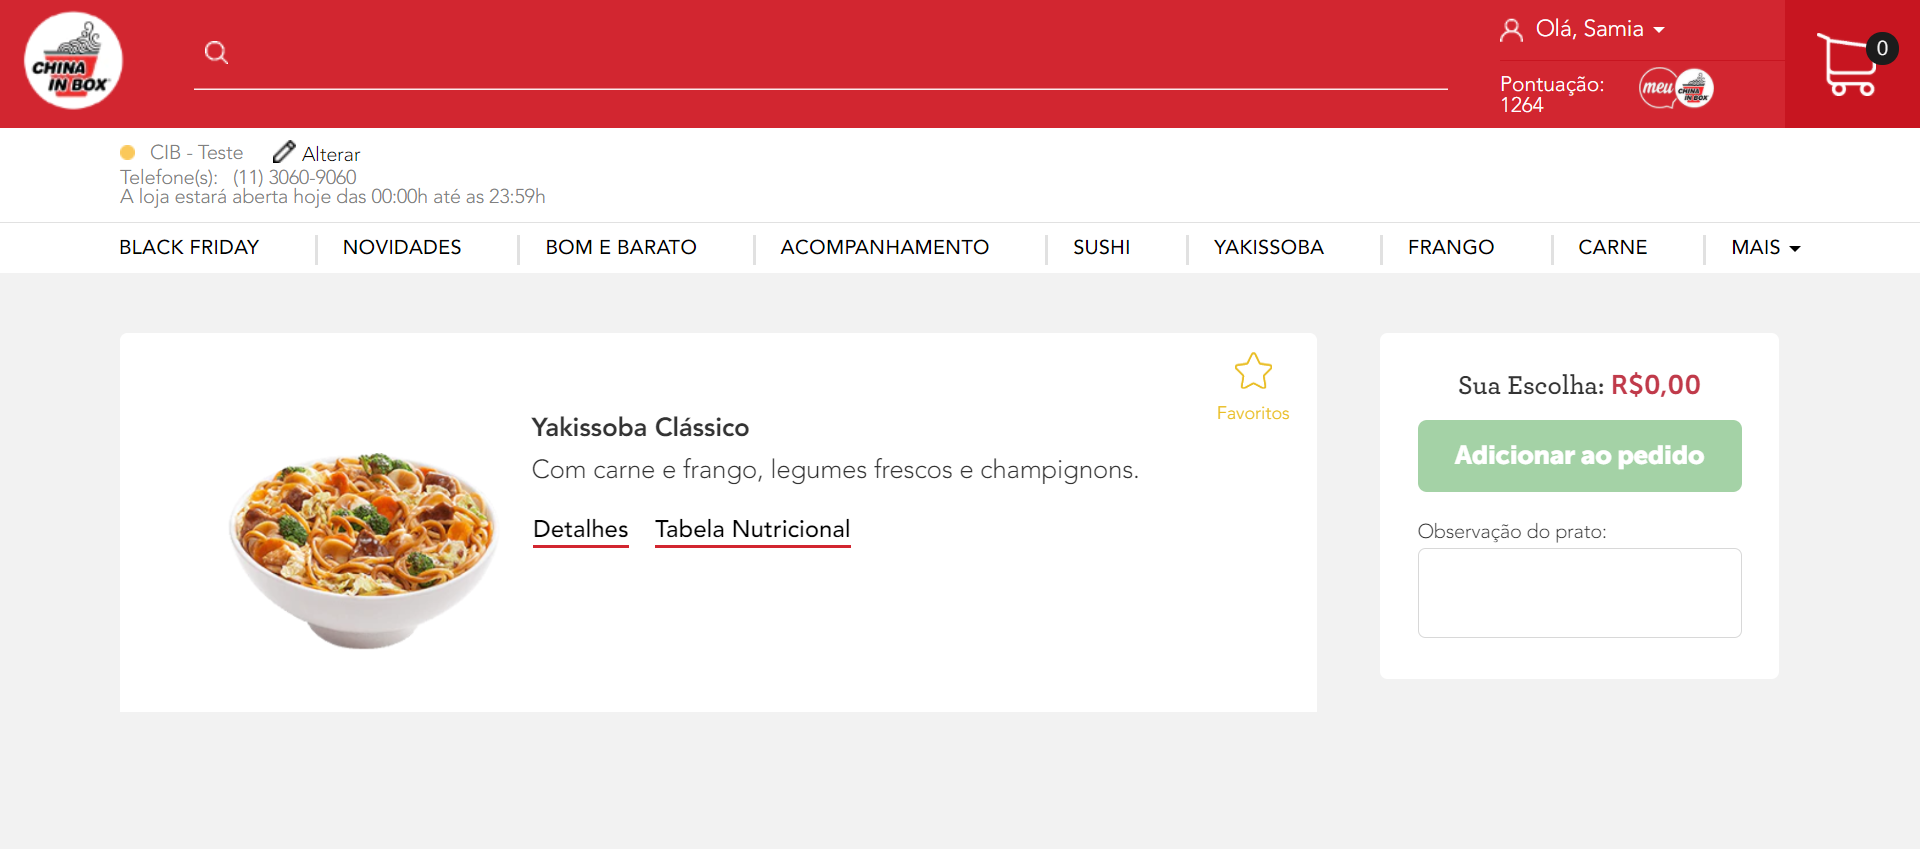 CHINA
IN BOX
Olá, Samia
0
Pontuação:
1264
meu
CHINA
IN BOX
CIB - Teste
Alterar
Telefone(s): (11) 3060-9060
A loja estará aberta hoje das 00:00h até as 23:59h
BLACK FRIDAY
NOVIDADES
BOM E BARATO
ACOMPANHAMENTO
SUSHI
YAKISSOBA
FRANGO
CARNE
MAIS
Favoritos
Yakissoba Clássico
Com carne e frango, legumes frescos e champignons.
Detalhes
Tabela Nutricional
Sua Escolha: R$0,00
Adicionar ao pedido
Observação do prato: